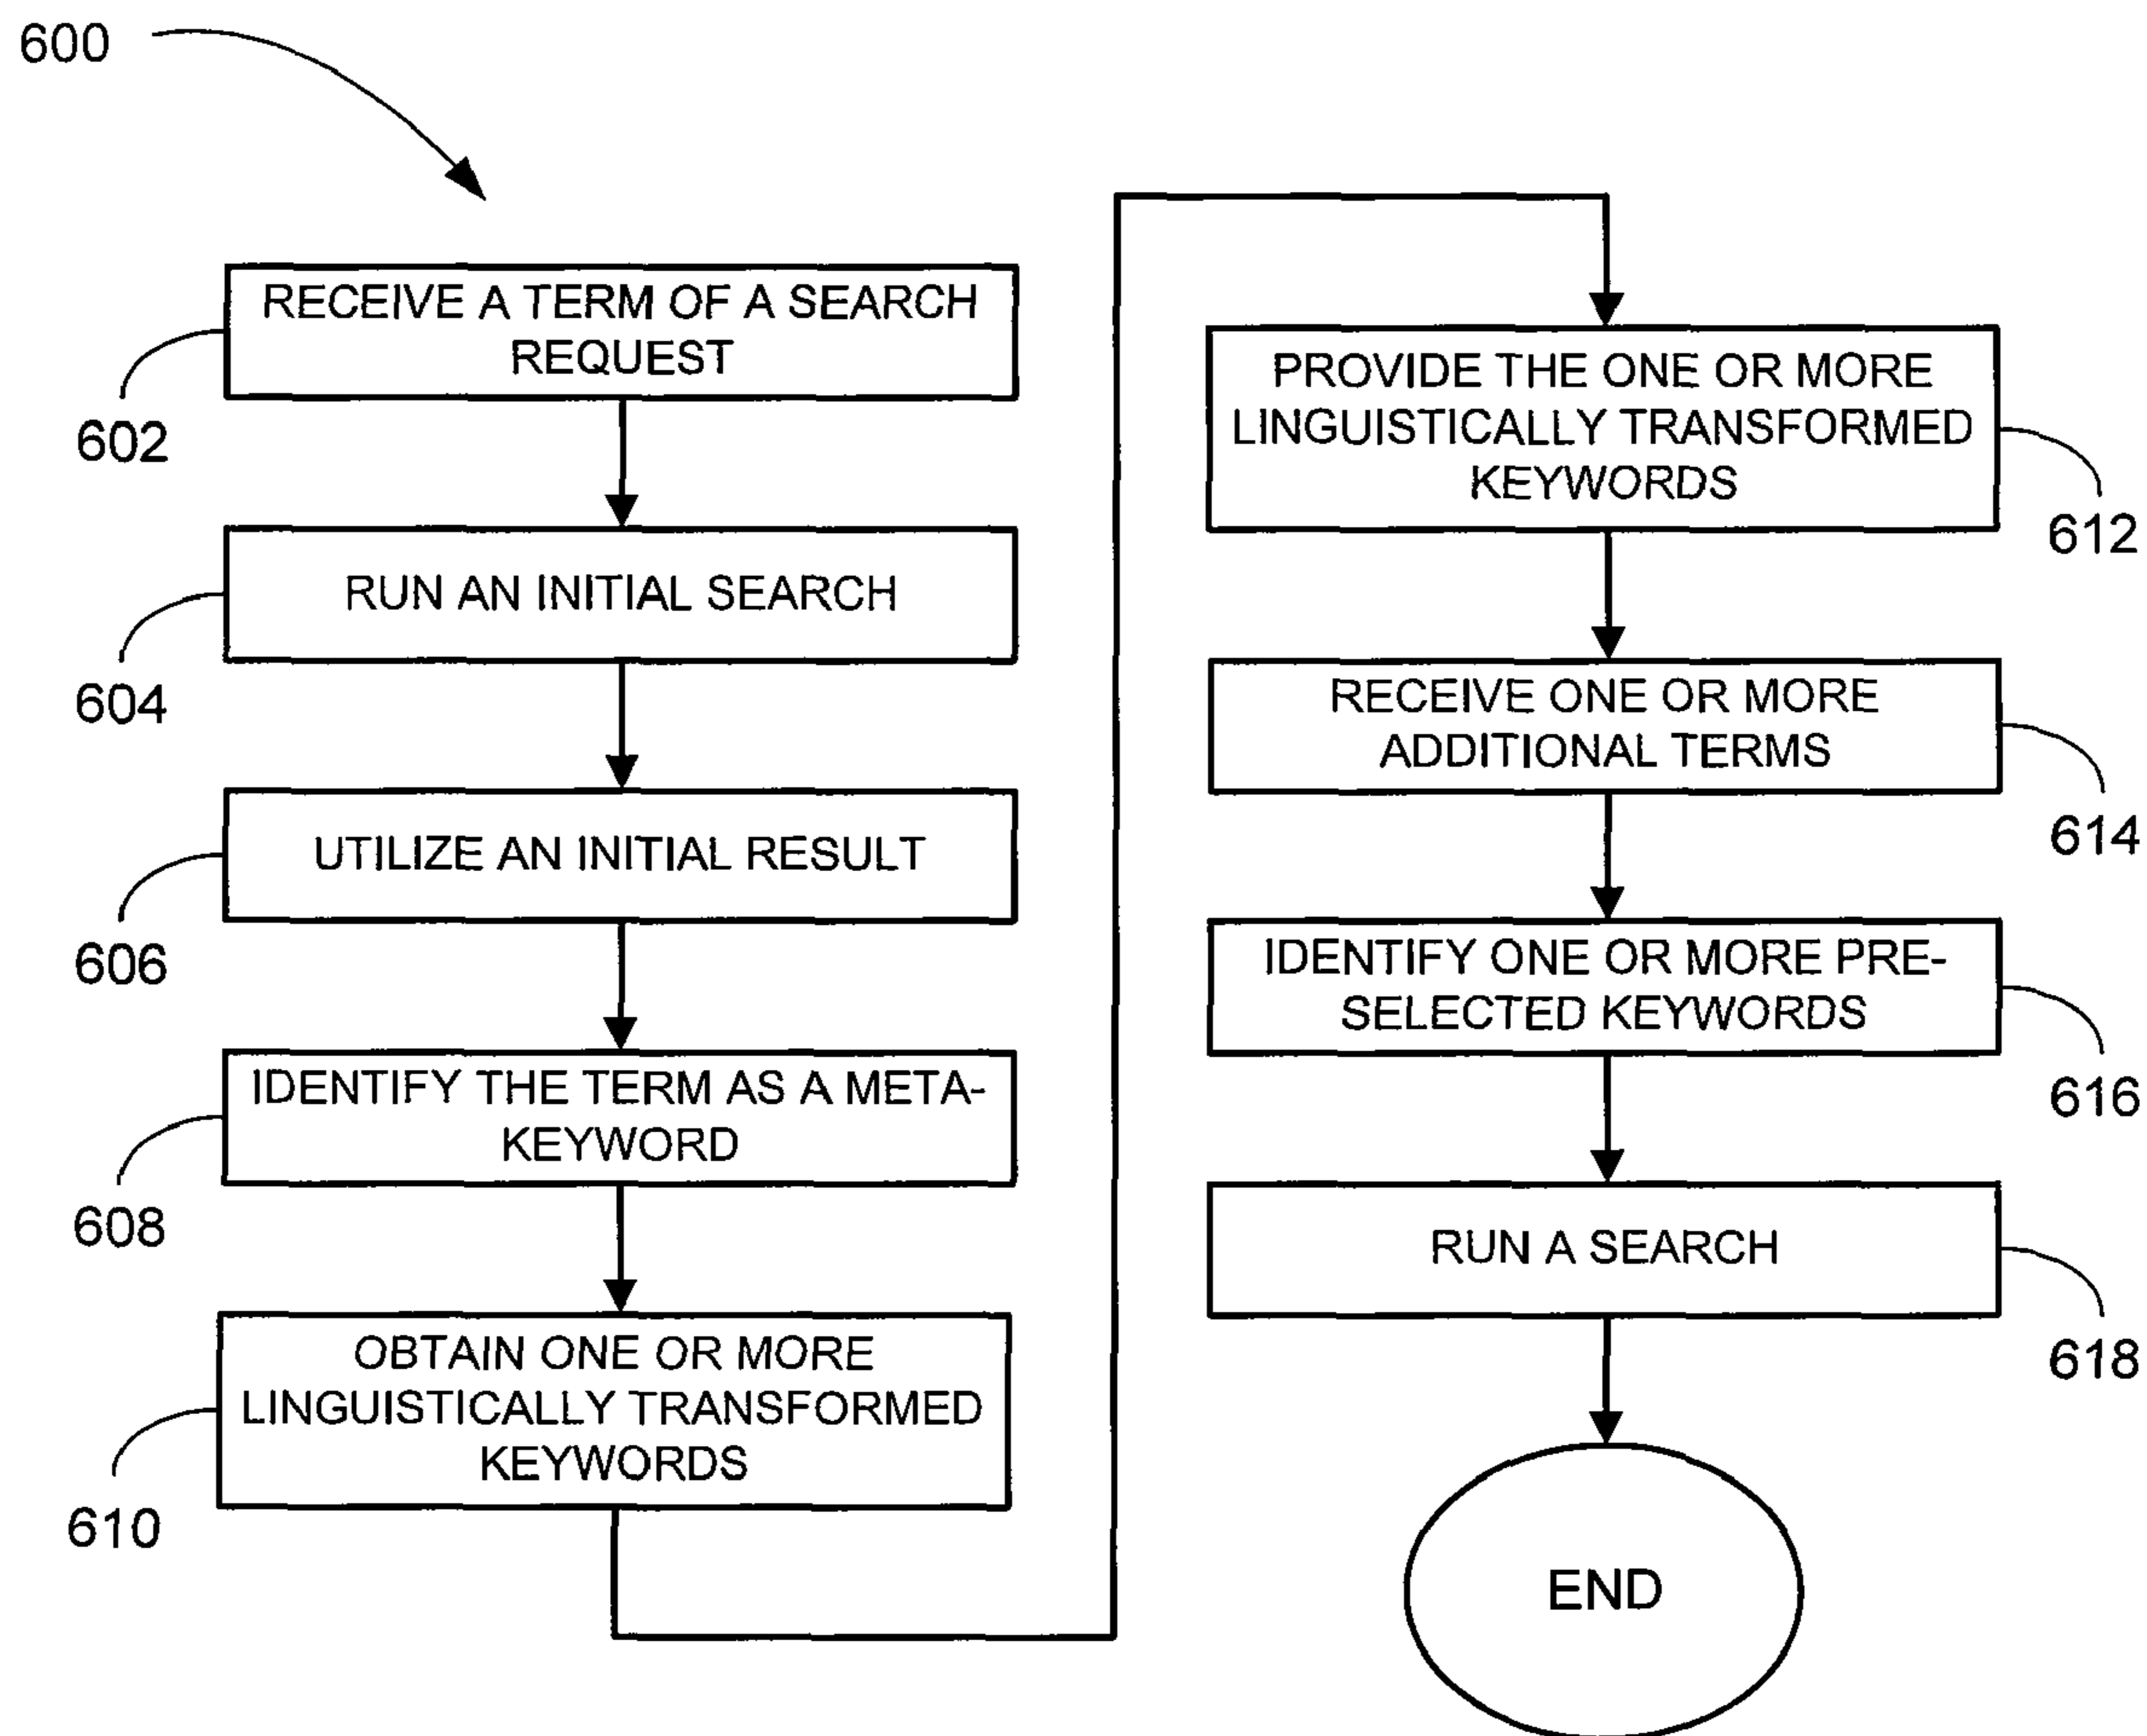 600
RECEIVE A TERM OF A SEARCH
REQUEST
602
RUN AN INITIAL SEARCH
604
UTILIZE AN INITIAL RESULT
606
IDENTIFY THE TERM AS A META-
KEYWORD
608
OBTAIN ONE OR MORE
LINGUISTICALLY TRANSFORMED
KEYWORDS
610
PROVIDE THE ONE OR MORE
LINGUISTICALLY TRANSFORMED
KEYWORDS
612
RECEIVE ONE OR MORE
ADDITIONAL TERMS
614
IDENTIFY ONE OR MORE PRE-
SELECTED KEYWORDS
616
RUN A SEARCH
618
END